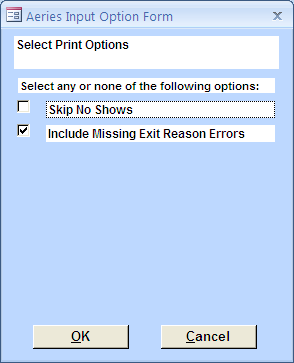 Aeries Input Option Form
Select Print Options
Select any or none of the following options:
Skip No Shows
Include Missing Exit Reason Errors
OK Cancel